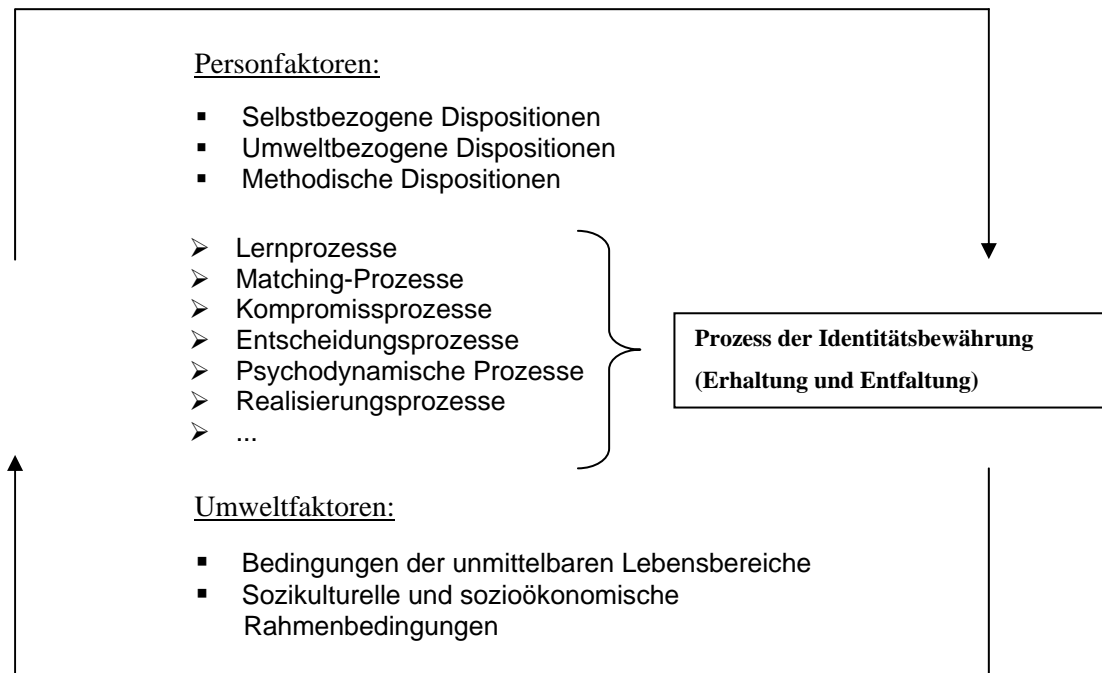 Personfaktoren:
▪ Selbstbezogene Dispositionen
▪ Umweltbezogene Dispositionen
▪ Methodische Dispositionen
➢ Lernprozesse
➢ Matching-Prozesse
➢ Kompromissprozesse
➢ Entscheidungsprozesse
➢ Psychodynamische Prozesse
➢ Realisierungsprozesse
➢ ...
Prozess der Identitätsbewährung
(Erhaltung und Entfaltung)
Umweltfaktoren:
▪ Bedingungen der unmittelbaren Lebensbereiche
▪ Sozikulturelle und sozioökonomische
Rahmenbedingungen